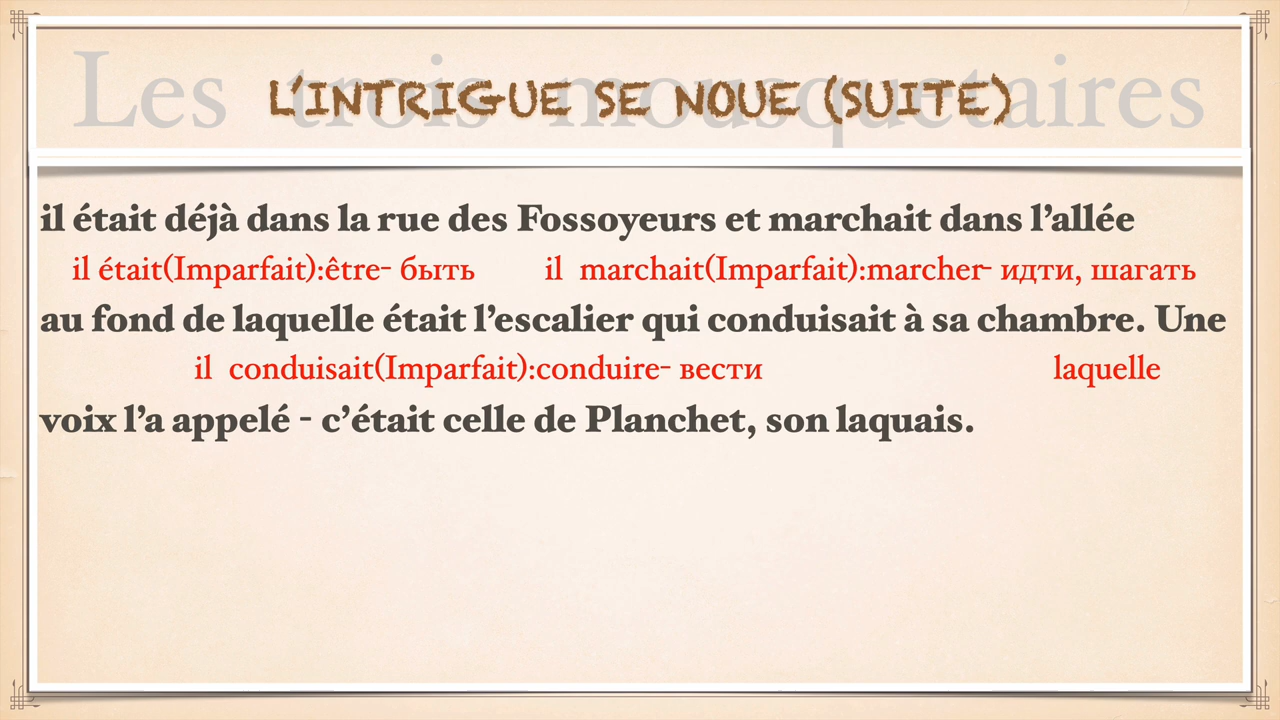 Les trois mousquetaires
L'INTRIGUE SE NOUE (SUITE)
il était déjà dans la rue des Fossoyeurs et marchait dans l'allée
il était(Imparfait):être- быть il marchait(Imparfait):marcher- идти, шагать
au fond de laquelle était l'escalier qui conduisait à sa chambre. Une
il conduisait(Imparfait):conduire- вести laquelle
voix l'a appelé - c'était celle de Planchet, son laquais.